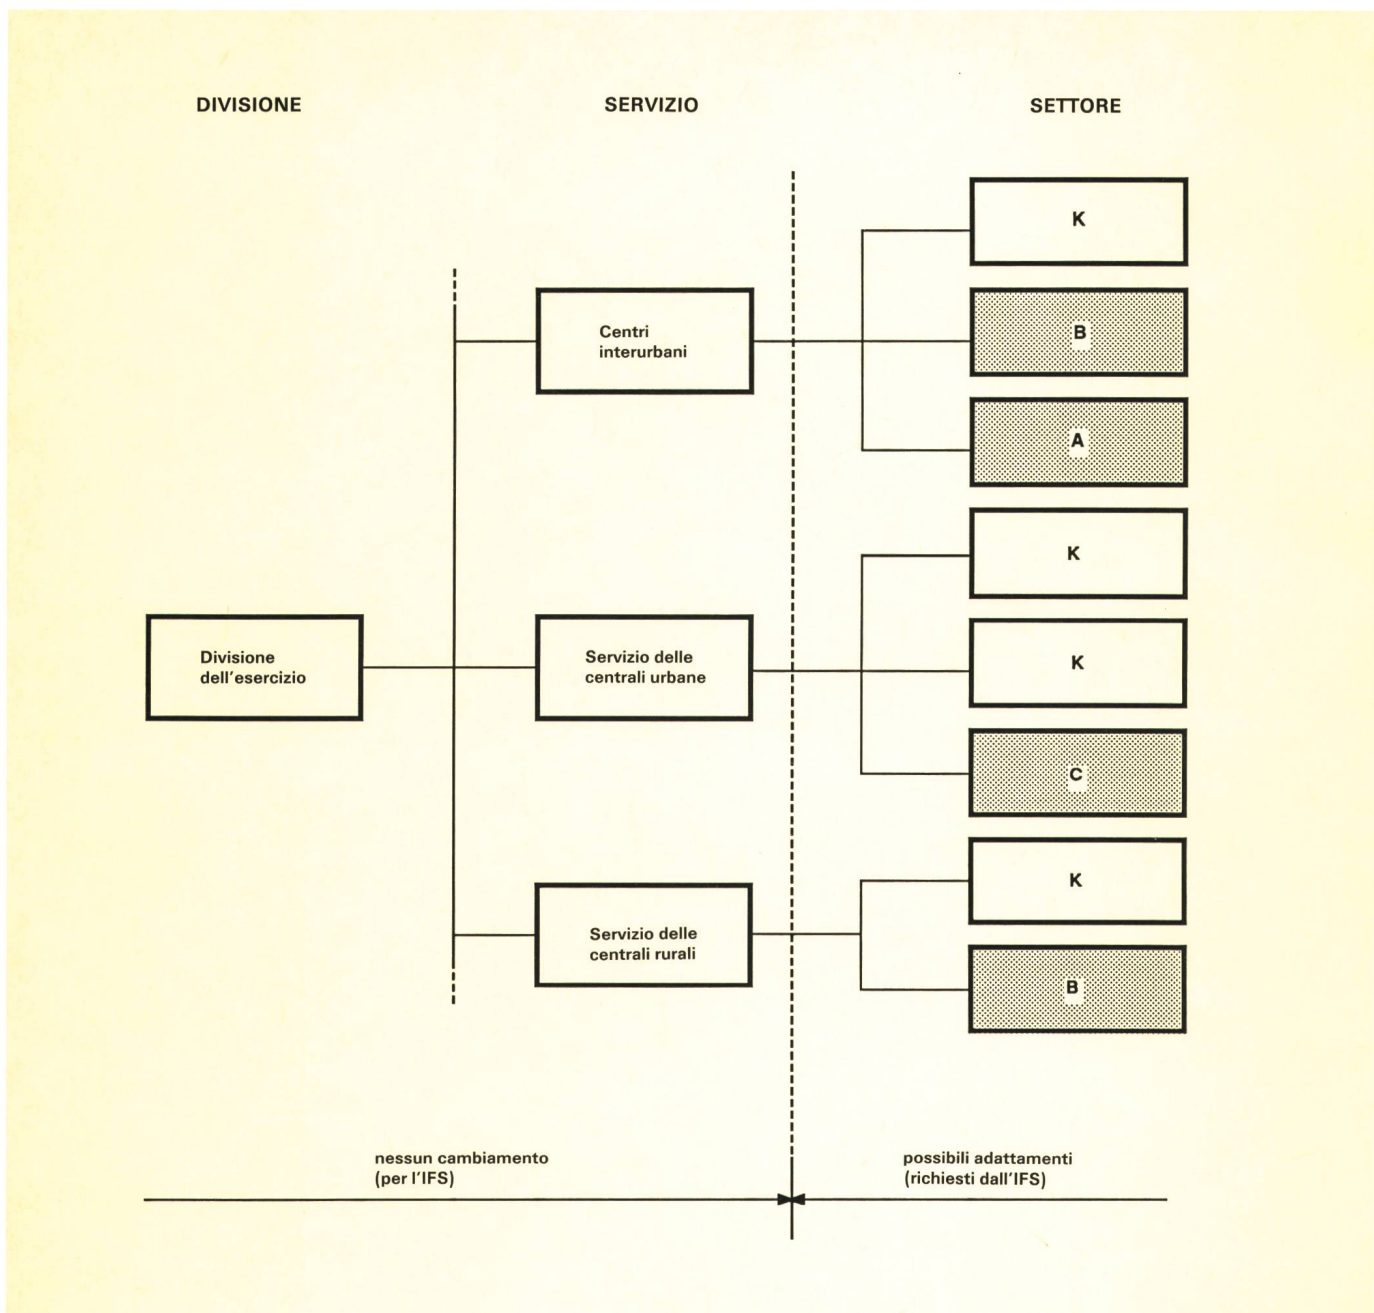 DIVISIONE
SERVIZIO
SETTORE
K
Centri
interurbani
B
A
K
Divisione
dell'esercizio
Servizio delle
centrali urbane
K
C
K
Servizio delle
centrali rurali
B
nessun cambiamento
(per l'IFS)
possibili adattamenti
(richiesti dall'IFS)